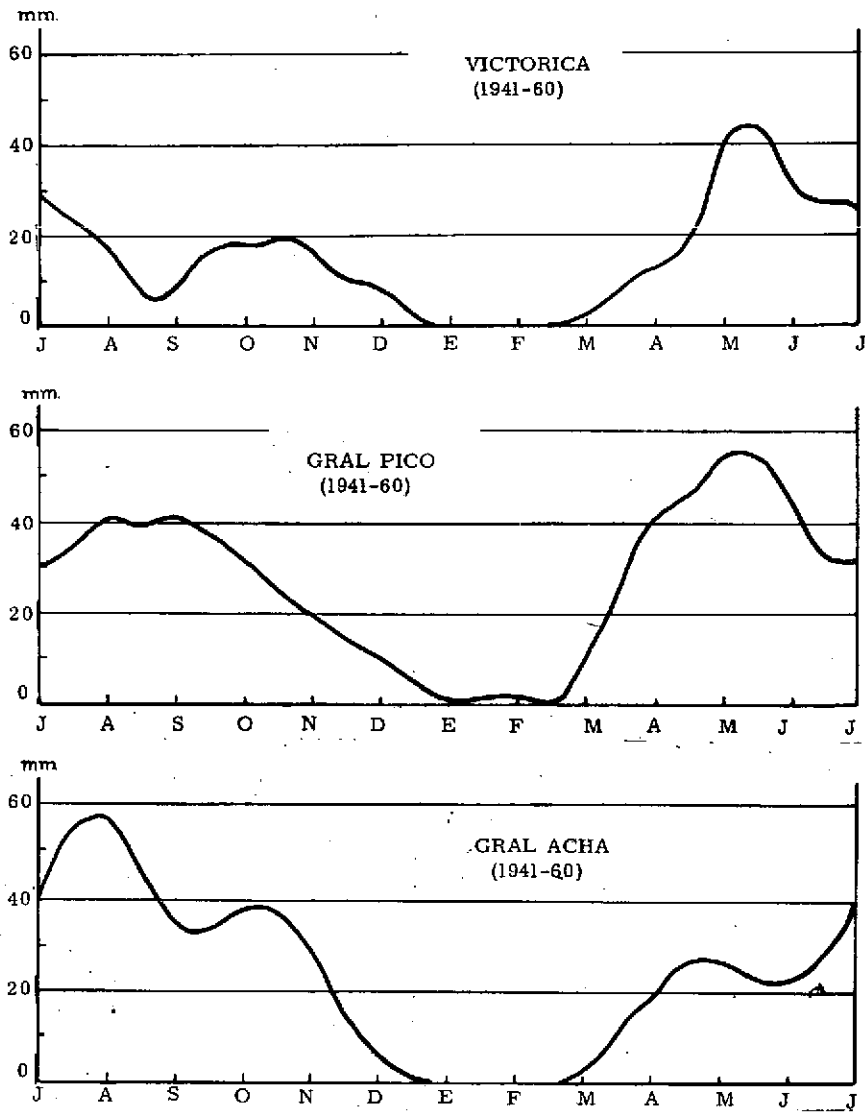 mm.
60
VICTORICA
(1941-60)
40
20
0
J A S O N D E F M A M J J
mm.
60
GRAL PICO
(1941-60)
40
20
0
J A S O N D E F M A M J J
mm
60
GRAL ACHA
(1941-60)
40
20
0
J A S O N D E F M A M J J